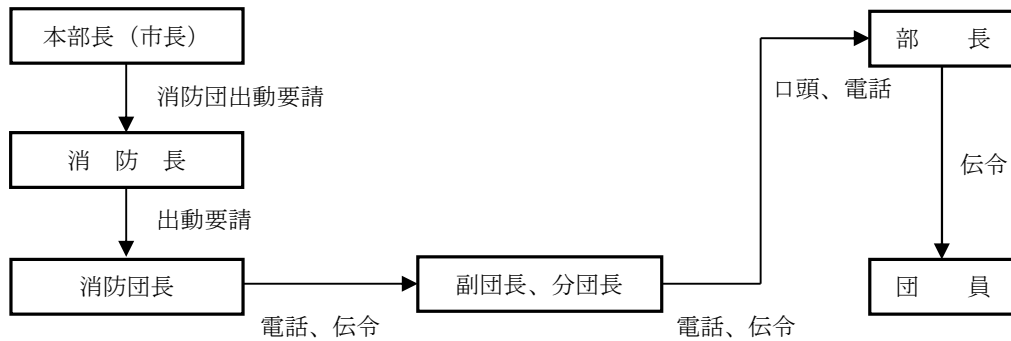 本部長（市長）
消防団出動要請
消　防　長
出動要請
消防団長
電話、伝令
副団長、分団長
電話、伝令
口頭、電話
部　　長
伝令
団　　員